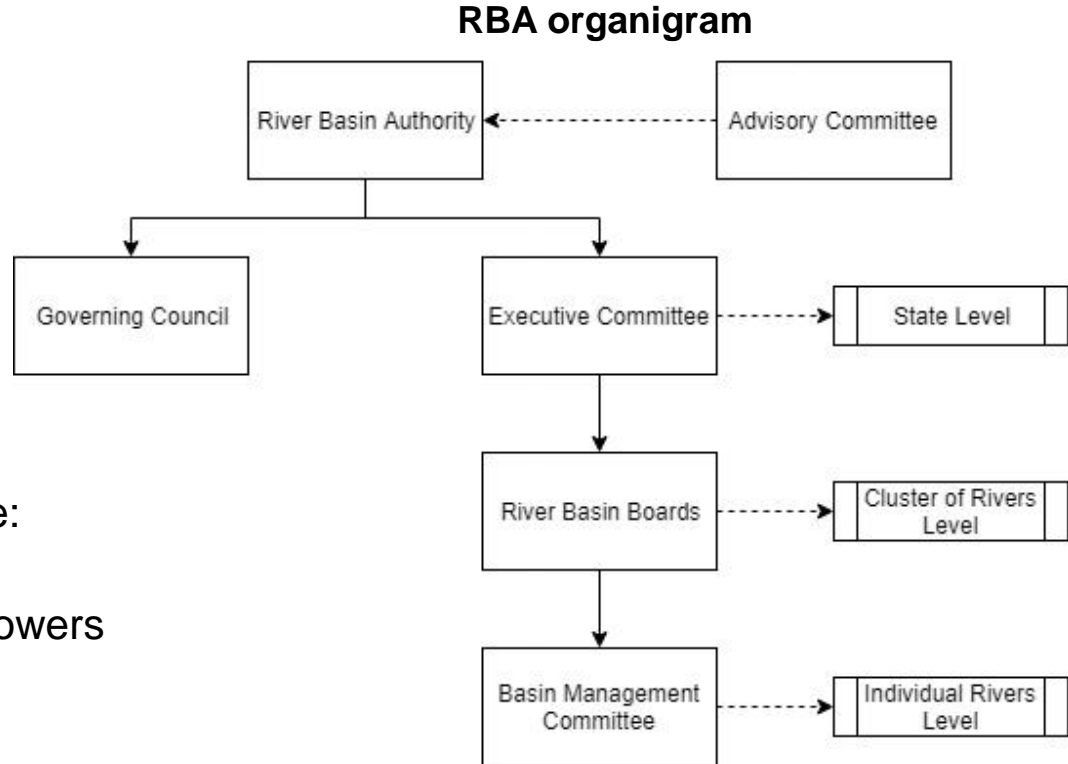 RBA organigram
River Basin Authority
Advisory Committee
Governing Council
Executive Committee
State Level
e:
River Basin Boards
Cluster of Rivers
Level
owers
Basin Management
Committee
Individual Rivers
Level